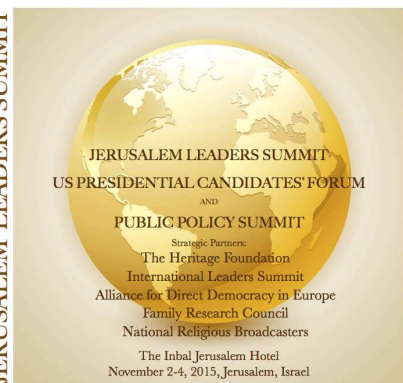 JERUSALEM LEADERS SUMMIT
JERUSALEM LEADERS SUMMIT
US PRESIDENTIAL CANDIDATES' FORUM
AND
PUBLIC POLICY SUMMIT
Strategic Partners:
The Heritage Foundation
International Leaders Summit
Alliance for Direct Democracy in Europe
Family Research Council
National Religious Broadcasters
The Inbal Jerusalem Hotel
November 2-4, 2015, Jerusalem, Israel